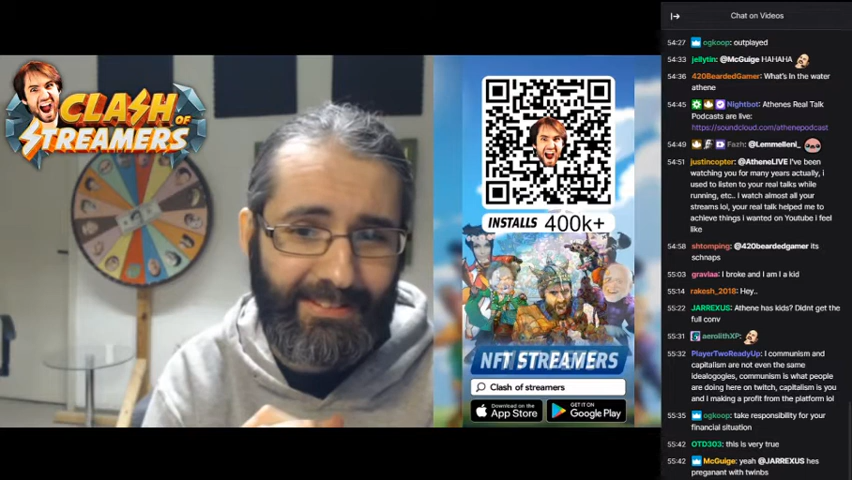 CLASH OF
STREAMERS
INSTALLS 400k+
NFT STREAMERS
Clash of streamers
Download on the
App Store
GET IT ON
Google Play
Chat on Videos
54:27 ogkoop: outplayed
54:33 jellytin: @McGuige HAHAHA
54:36 420BeardedGamer: What's In the water
athene
54:45 Nightbot: Athenes Real Talk
Podcasts are live:
https://soundcloud.com/athenepodcast
54:49 Fazh: @Lemmelleni_
54:51 justincopter: @AtheneLIVE I've been
watching you for many years actually, i
used to listen to your real talks while
running, etc.. I watch almost all your
streams lol, your real talk helped me to
achieve things i wanted on Youtube i feel
like
54:58 shtomping: @420beardedgamer its
schnaps
55:03 graviaa: I broke and I am I a kid
55:14 rakesh_2018: Hey..
55:22 JARREXUS: Athene has kids? Didnt get the
full conv
55:31 aerolithXP:
55:32 PlayerTwoReadyUp: I communism and
capitalism are not even the same
idealogogies, communism is what people
are doing here on twitch, capitalism is you
and I making a profit from the platform lol
55:35 ogkoop: take responsibility for your
financial situation
55:42 OTD303: this is very true
55:42 McGuige: yeah @JARREXUS hes
preganant with twinbs